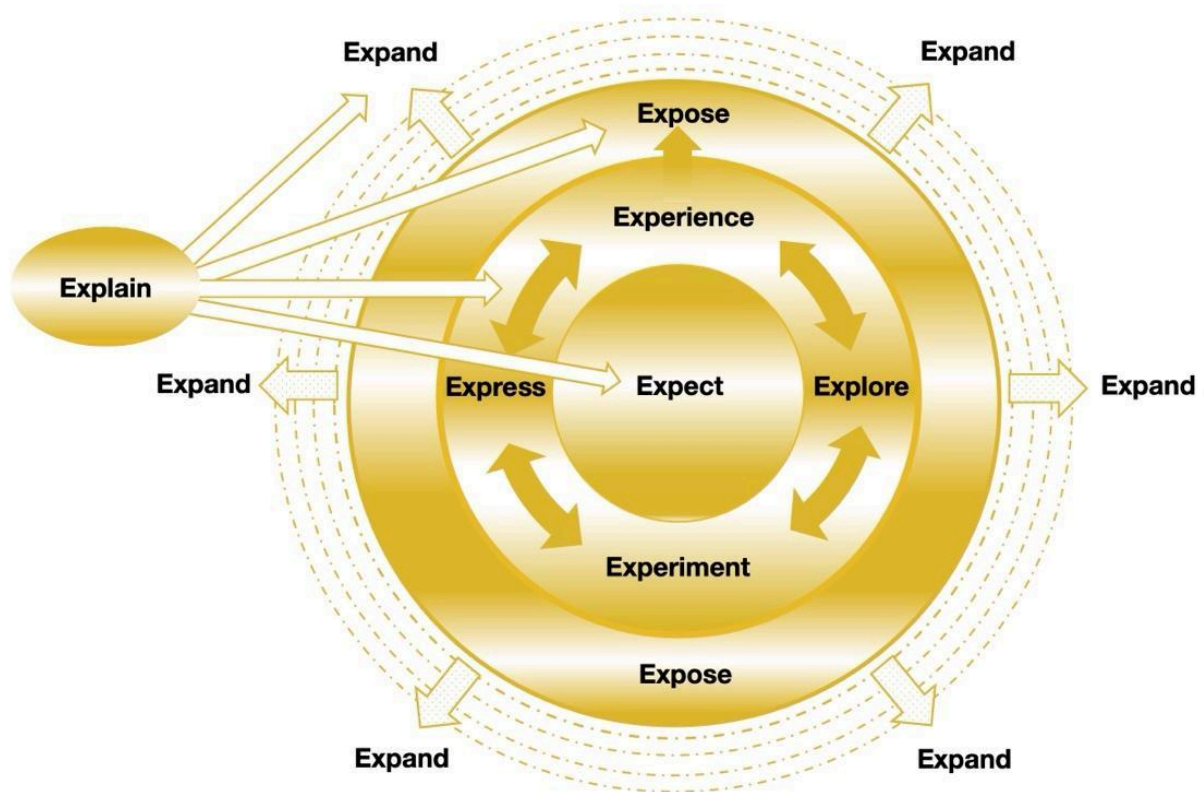 Expand
Expand
Expose
Experience
Explain
Expand
Express
Expect
Explore
Expand
Experiment
Expose
Expand
Expand